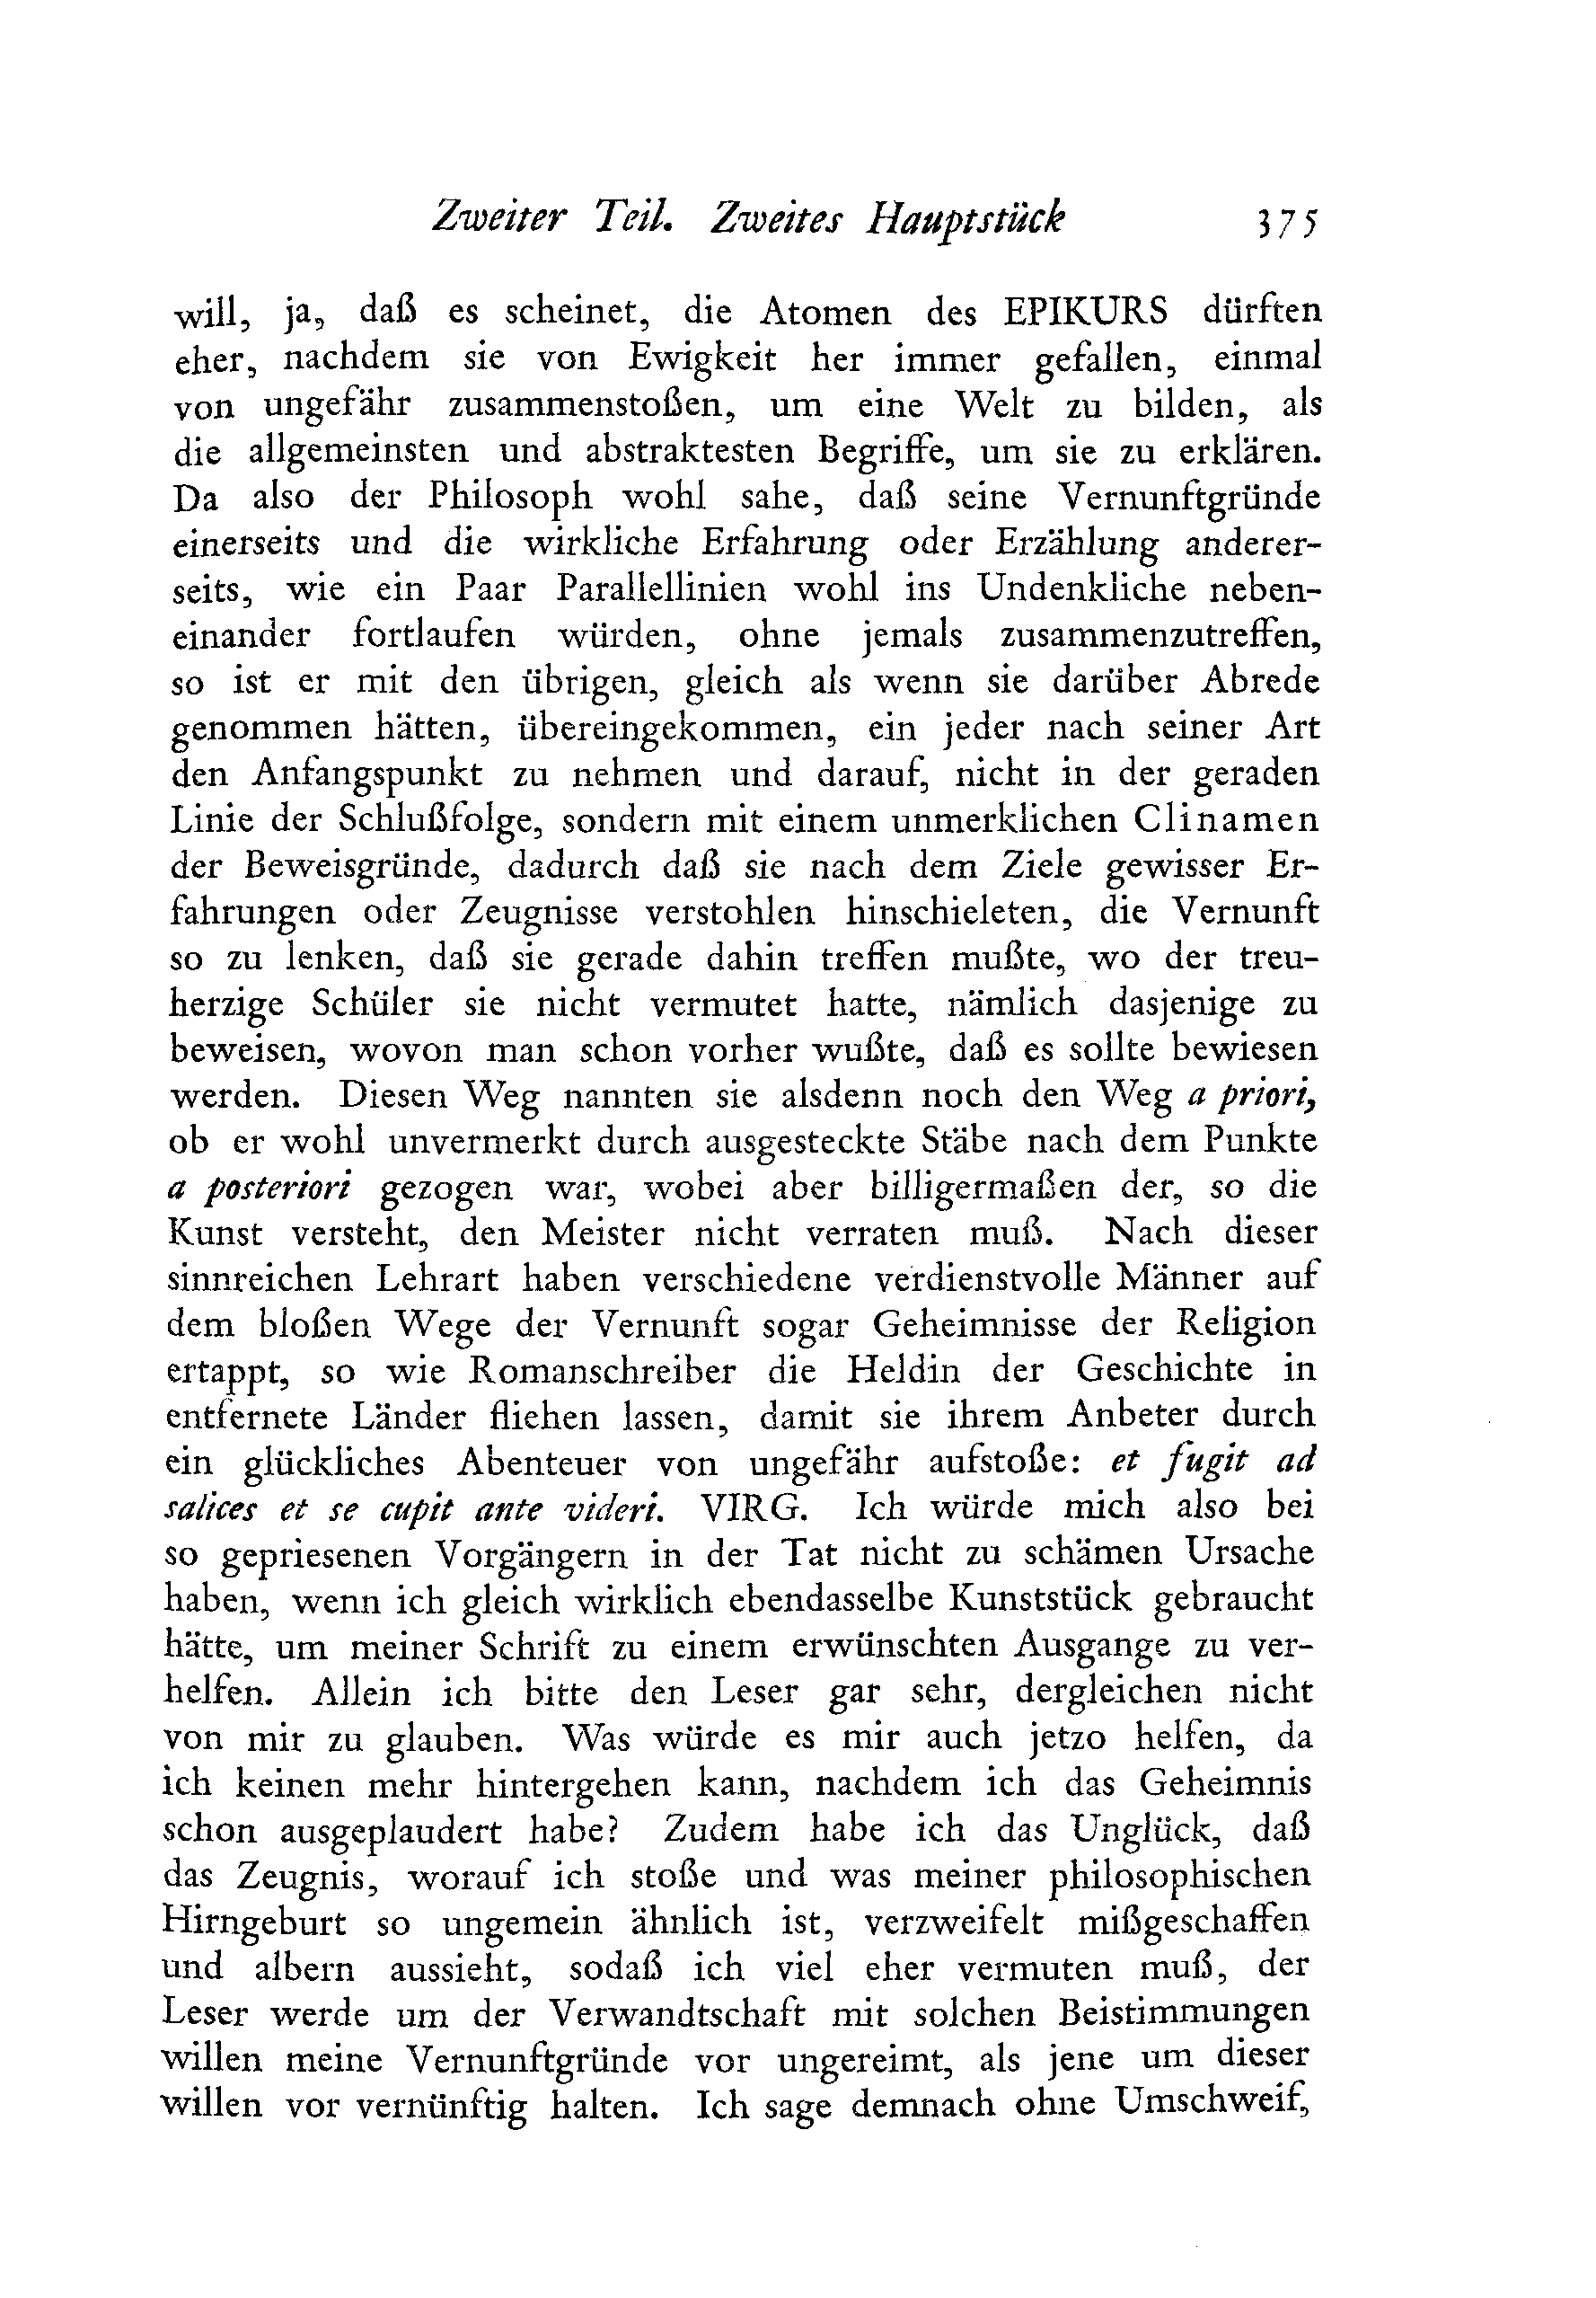 Zweiter Teil. Zweites Hauptstück 375
will, ja, daß es scheinet, die Atomen des EPIKURS dürften
eher, nachdem sie von Ewigkeit her immer gefallen, einmal
von ungefähr zusammenstoßen, um eine Welt zu bilden, als
die allgemeinsten und abstraktesten Begriffe, um sie zu erklären.
Da also der Philosoph wohl sahe, daß seine Vernunftgründe
einerseits und die wirkliche Erfahrung oder Erzählung anderer-
seits, wie ein Paar Parallellinien wohl ins Undenkliche neben-
einander fortlaufen würden, ohne jemals zusammenzutreffen,
so ist er mit den übrigen, gleich als wenn sie darüber Abrede
genommen hätten, übereingekommen, ein jeder nach seiner Art
den Anfangspunkt zu nehmen und darauf, nicht in der geraden
Linie der Schlußfolge, sondern mit einem unmerklichen Clinamen
der Beweisgründe, dadurch daß sie nach dem Ziele gewisser Er-
fahrungen oder Zeugnisse verstohlen hinschieleten, die Vernunft
so zu lenken, daß sie gerade dahin treffen mußte, wo der treu-
herzige Schüler sie nicht vermutet hatte, nämlich dasjenige zu
beweisen, wovon man schon vorher wußte, daß es sollte bewiesen
werden. Diesen Weg nannten sie alsdenn noch den Weg a priori,
ob er wohl unvermerkt durch ausgesteckte Stäbe nach dem Punkte
a posteriori gezogen war, wobei aber billigermaßen der, so die
Kunst versteht, den Meister nicht verraten muß. Nach dieser
sinnreichen Lehrart haben verschiedene verdienstvolle Männer auf
dem bloßen Wege der Vernunft sogar Geheimnisse der Religion
ertappt, so wie Romanschreiber die Heldin der Geschichte in
entfernete Länder fliehen lassen, damit sie ihrem Anbeter durch
ein glückliches Abenteuer von ungefähr aufstoße: et fugit ad
salices et se cupit ante videri. VIRG. Ich würde mich also bei
so gepriesenen Vorgängern in der Tat nicht zu schämen Ursache
haben, wenn ich gleich wirklich ebendasselbe Kunststück gebraucht
hätte, um meiner Schrift zu einem erwünschten Ausgange zu ver-
helfen. Allein ich bitte den Leser gar sehr, dergleichen nicht
von mir zu glauben. Was würde es mir auch jetzo helfen, da
ich keinen mehr hintergehen kann, nachdem ich das Geheimnis
schon ausgeplaudert habe? Zudem habe ich das Unglück, daß
das Zeugnis, worauf ich stoße und was meiner philosophischen
Hirngeburt so ungemein ähnlich ist, verzweifelt mißgeschaffen
und albern aussieht, sodaß ich viel eher vermuten muß, der
Leser werde um der Verwandtschaft mit solchen Beistimmungen
willen meine Vernunftgründe vor ungereimt, als jene um dieser
willen vor vernünftig halten. Ich sage demnach ohne Umschweif,